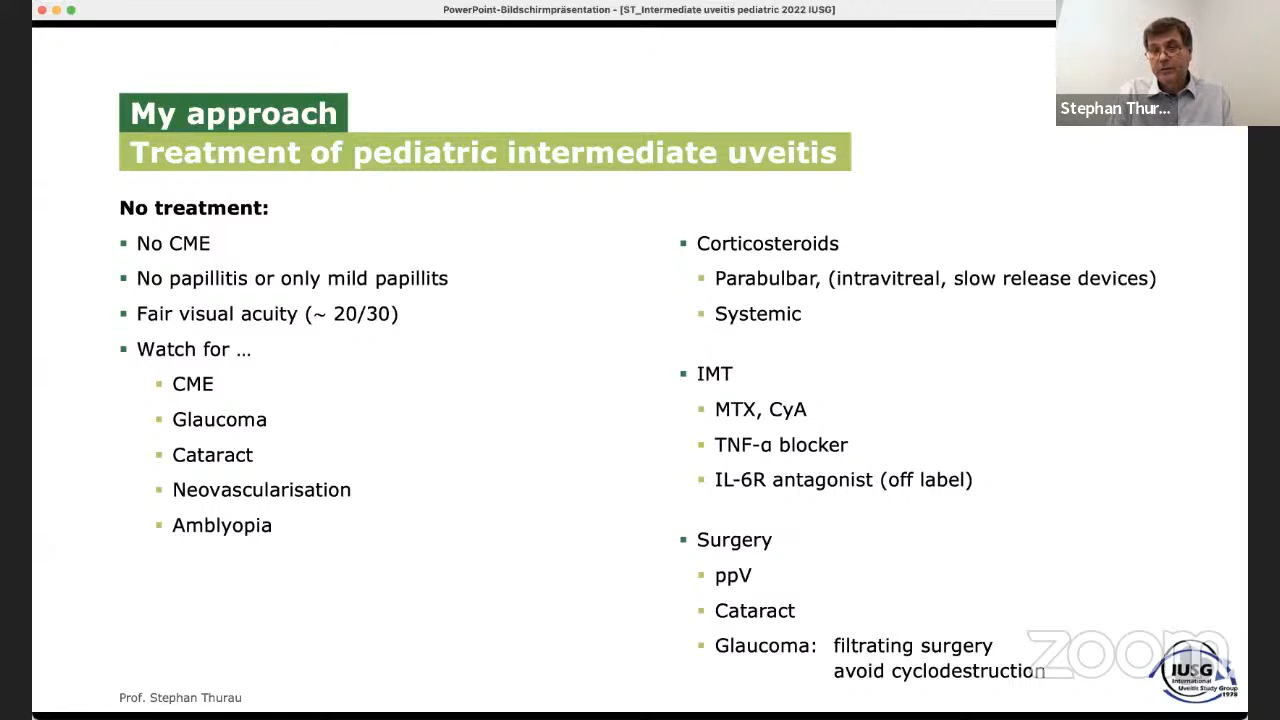 PowerPoint-Bildschirmpräsentation - [ST_Intermediate uveitis pediatric 2022 IUSG]
Stephan Thur...
My approach
Treatment of pediatric intermediate uveitis
No treatment:
No CME
No papillitis or only mild papillits
Fair visual acuity (~ 20/30)
Watch for ...
CME
Glaucoma
Cataract
Neovascularisation
Amblyopia
Corticosteroids
Parabulbar, (intravitreal, slow release devices)
Systemic
IMT
MTX, CyA
TNF-α blocker
IL-6R antagonist (off label)
Surgery
ppV
Cataract
Glaucoma: filtrating surgery
avoid cyclodestruction
zoom
IUSG
International
Uveitis Study Group
1978
Prof. Stephan Thurau